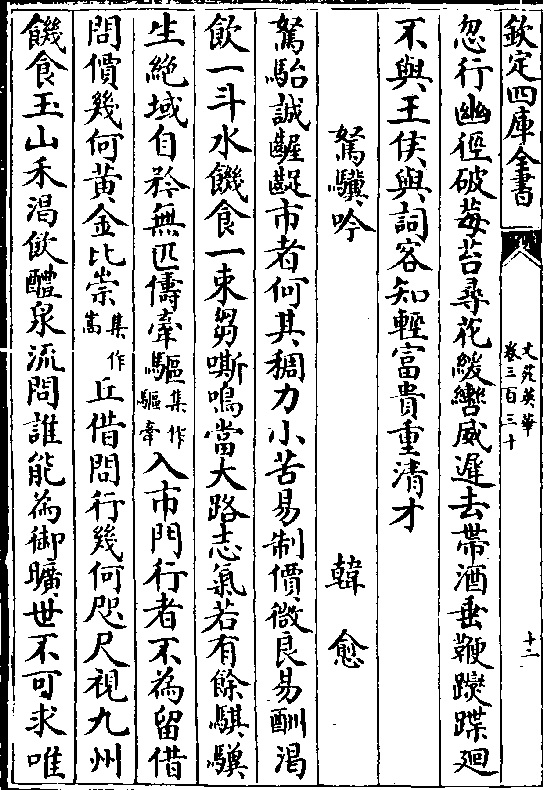 欽定四庫全書
文苑英華
卷三百三十
十二
忽行幽徑破莓苔尋花緩轡威遲去帶酒垂鞭躞蹀廻
不與王侯與詞客知輕富貴重清才
駑驥吟
韓愈
駑駘誠齷齪市者何其稠力小苦易制價微良易酬渴
飲一斗水饑食一束芻嘶鳴當大路志氣若有餘騏驥
生絶域自矜無匹儔牽驅集作驅牽入市門行者不為留借
問價幾何黃金比崇集作嵩丘借問行幾何咫尺視九州
饑食玉山禾渴飲醴泉流問誰能為御曠世不可求唯